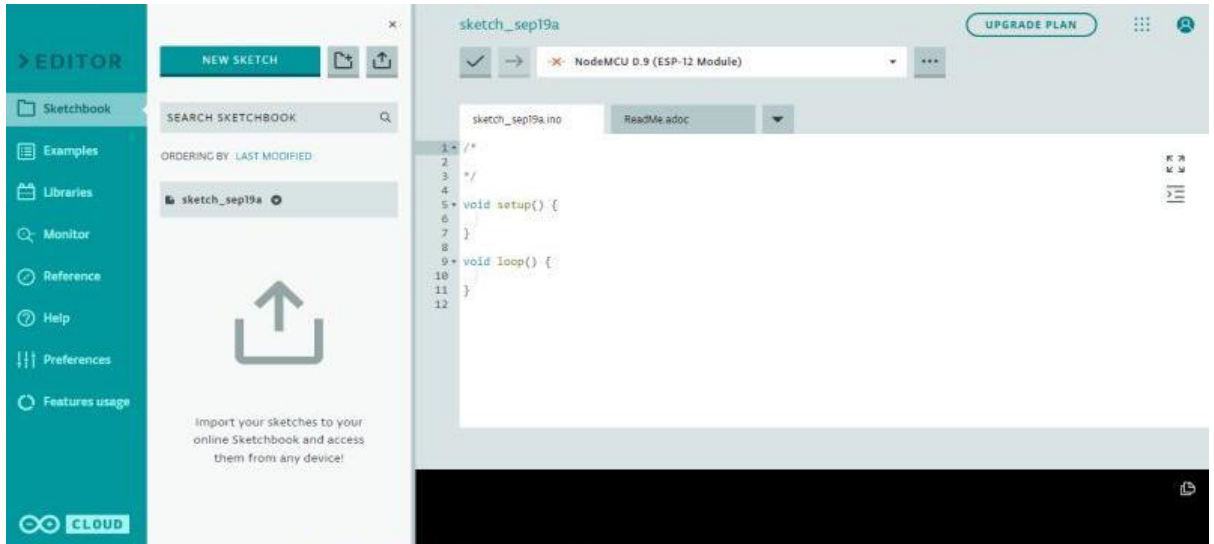 >EDITOR
Sketchbook
Examples
Libraries
Monitor
Reference
Help
Preferences
Features usage
CLOUD
×
NEW SKETCH
SEARCH SKETCHBOOK
ORDERING BY LAST MODIFIED
sketch_sep19a
Import your sketches to your
online Sketchbook and access
them from any device!
sketch_sep19a
UPGRADE PLAN
NodeMCU 0.9 (ESP-12 Module)
sketch_sep19a.ino ReadMe.adoc
1 /*
2
3 */
4
5 void setup() {
6
7 }
8
9 void loop() {
10
11 }
12